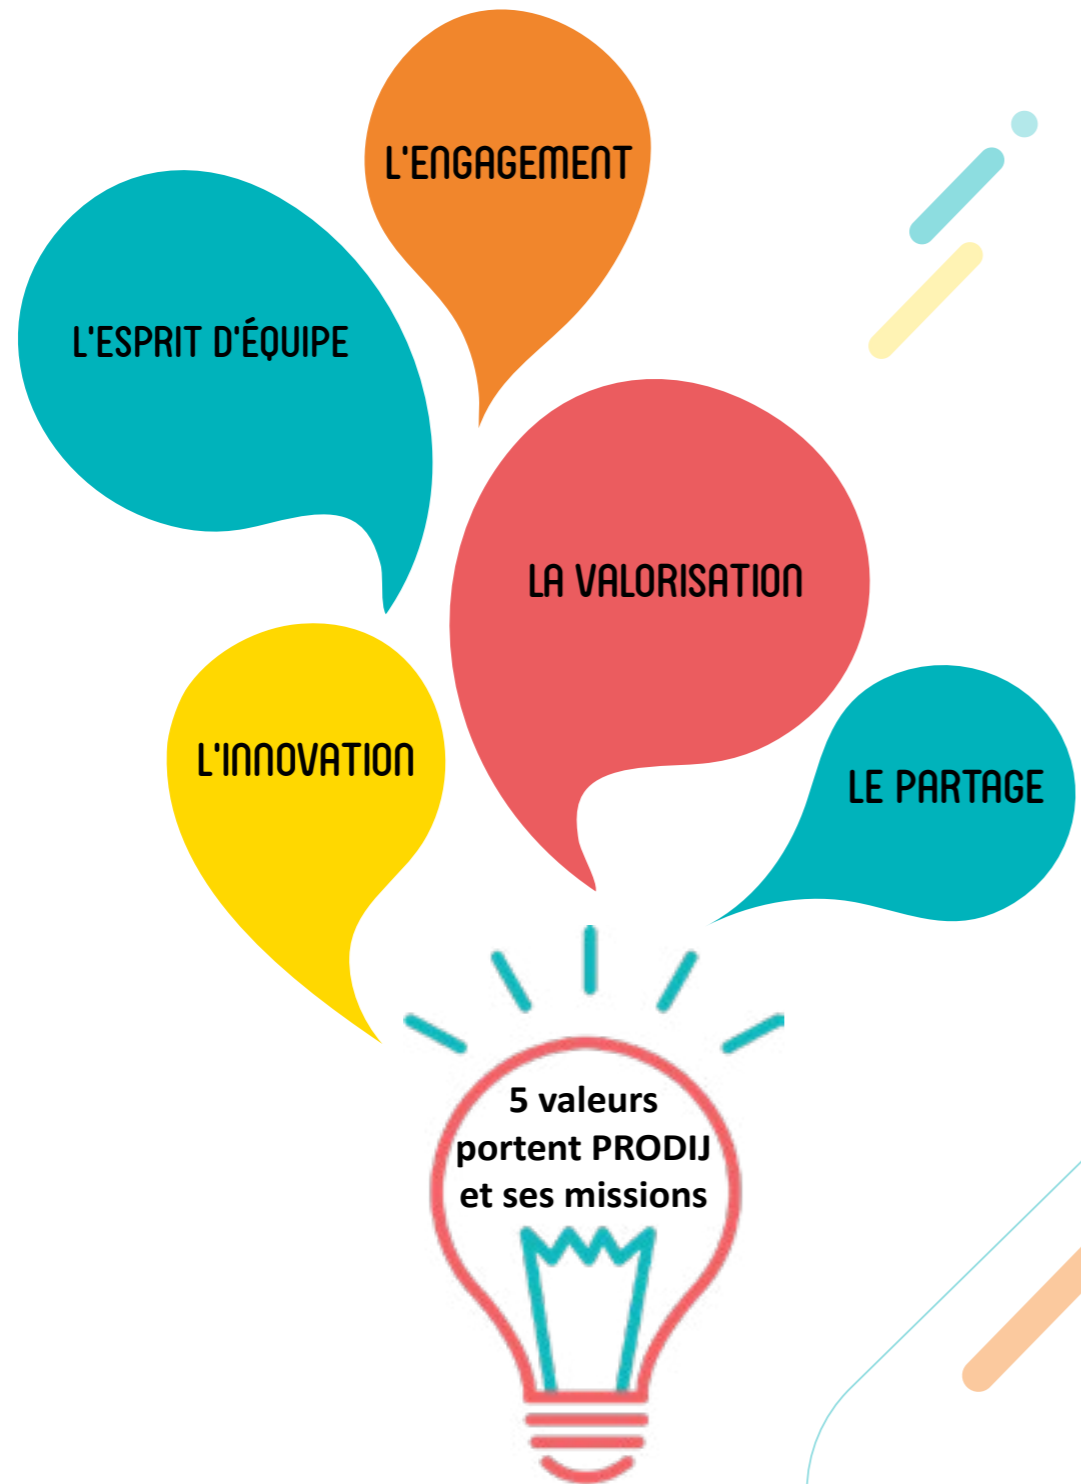 L'ENGAGEMENT
L'ESPRIT D'ÉQUIPE
LA VALORISATION
L'INNOVATION
LE PARTAGE
5 valeurs
portent PRODIJ
et ses missions